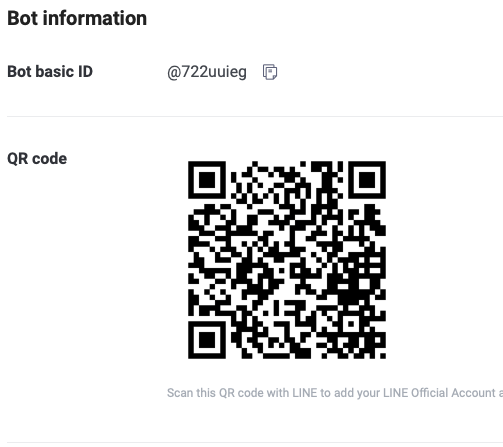 Bot information
Bot basic ID @722uuieg
QR code
Scan this QR code with LINE to add your LINE Official Account a